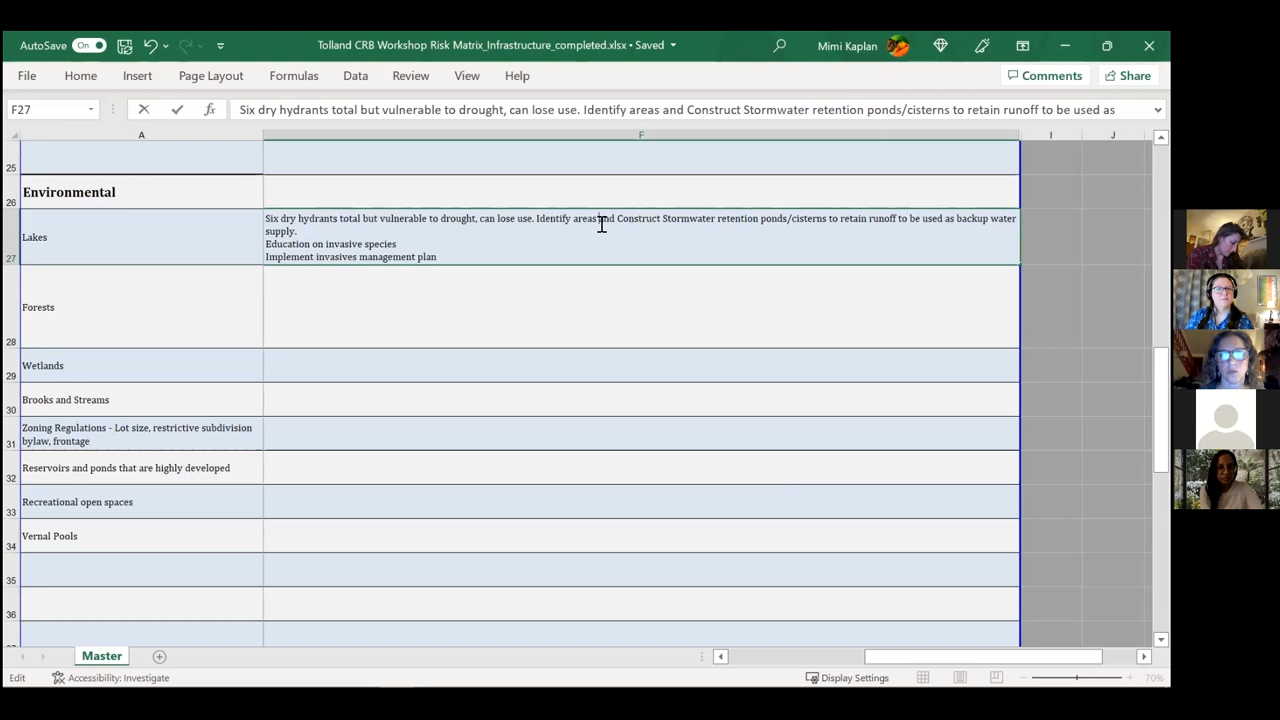 AutoSave On Tolland CRB Workshop Risk Matrix_Infrastructure_completed.xlsx • Saved Mimi Kaplan
File Home Insert Page Layout Formulas Data Review View Help Comments Share
F27 fx Six dry hydrants total but vulnerable to drought, can lose use. Identify areas and Construct Stormwater retention ponds/cisterns to retain runoff to be used as
A F I J
25
Environmental
26
Six dry hydrants total but vulnerable to drought, can lose use. Identify areas and Construct Stormwater retention ponds/cisterns to retain runoff to be used as backup water
supply.
Lakes
Education on invasive species
Implement invasives management plan
27
Forests
28
Wetlands
29
Brooks and Streams
30
Zoning Regulations - Lot size, restrictive subdivision
bylaw, frontage
31
Reservoirs and ponds that are highly developed
32
Recreational open spaces
33
Vernal Pools
34
35
36
Master
Edit Accessibility: Investigate Display Settings 70%